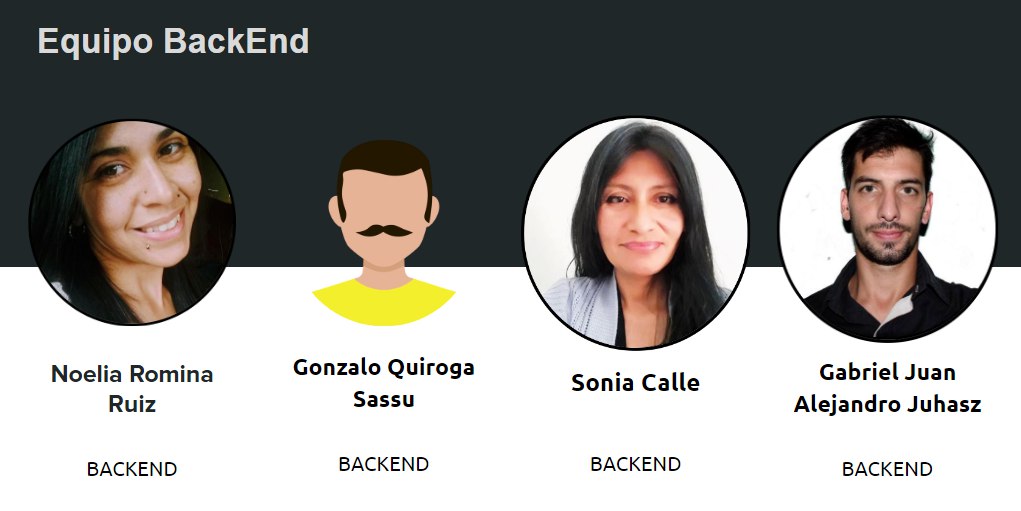 Equipo BackEnd
Noelia Romina
Ruiz
BACKEND
Gonzalo Quiroga
Sassu
BACKEND
Sonia Calle
BACKEND
Gabriel Juan
Alejandro Juhasz
BACKEND